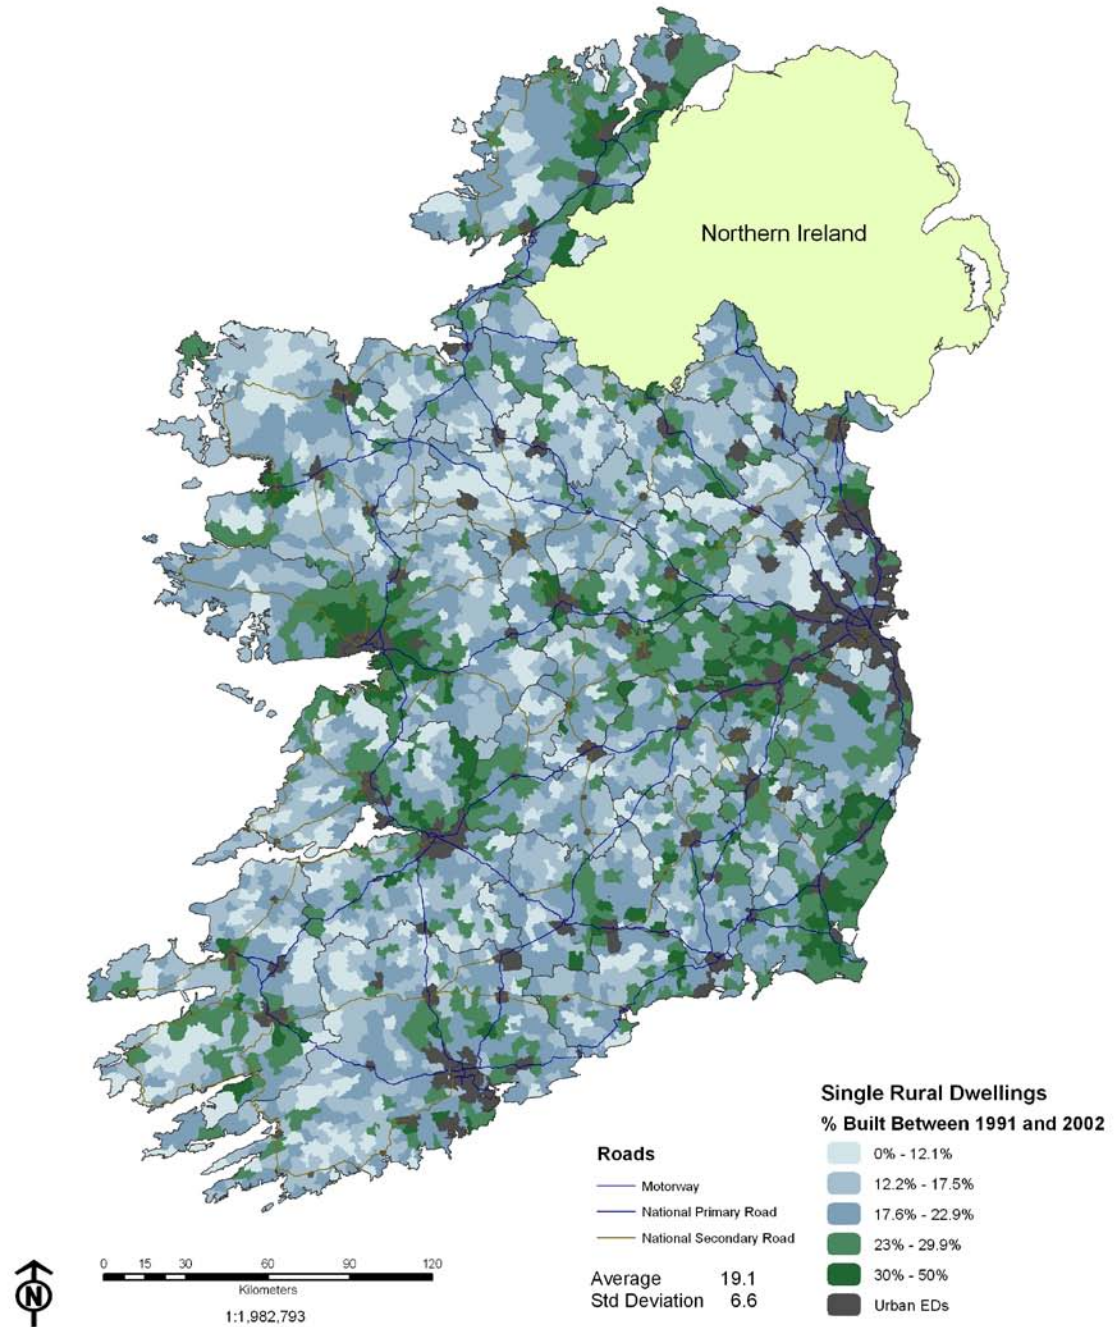 Northern Ireland
Single Rural Dwellings
% Built Between 1991 and 2002
0% - 12.1%
12.2% - 17.5%
17.6% - 22.9%
23% - 29.9%
30% - 50%
Urban EDs
Roads
Motorway
National Primary Road
National Secondary Road
Average 19.1
Std Deviation 6.6
0 15 30 60 90 120
Kilometers
1:1,982,793
N